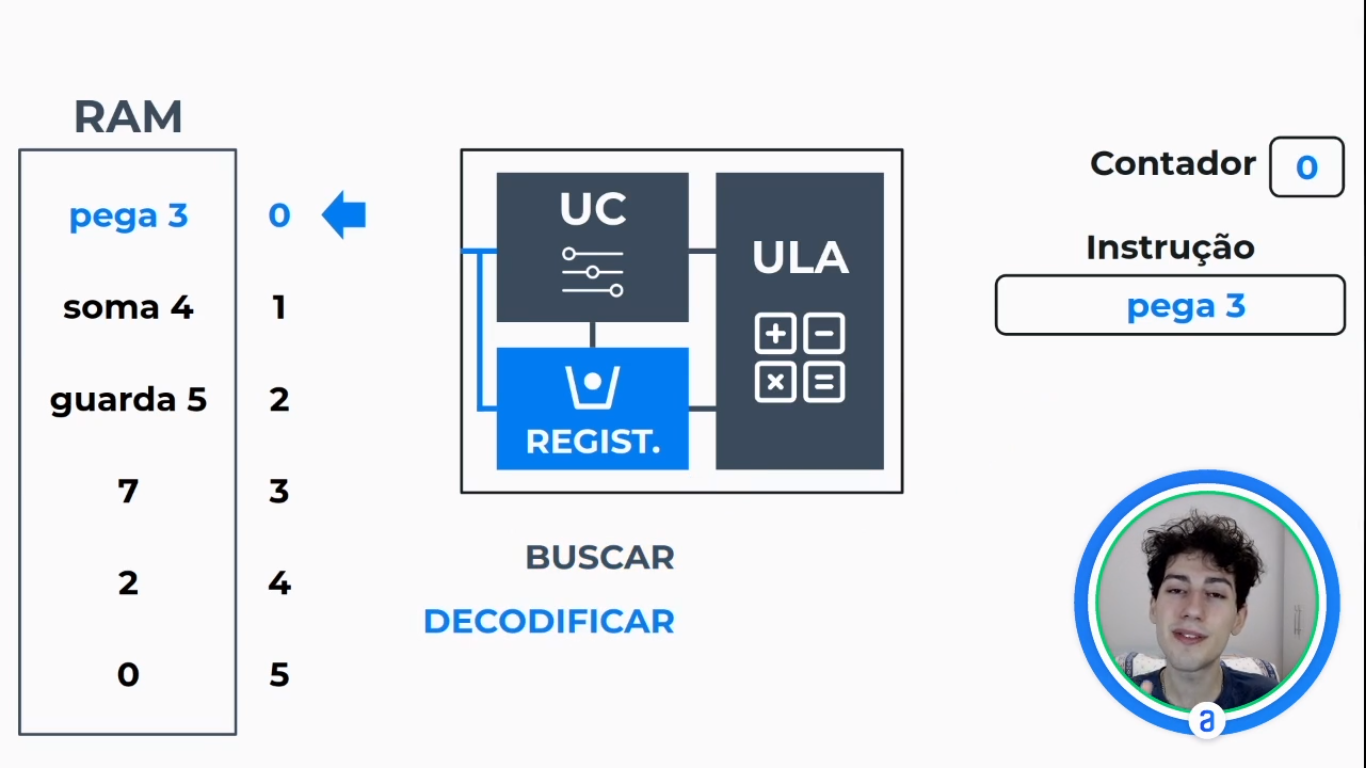 RAM
pega 3 0
soma 4 1
guarda 5 2
7 3
2 4
0 5
UC
ULA
REGIST.
BUSCAR
DECODIFICAR
Contador 0
Instrução
pega 3
a